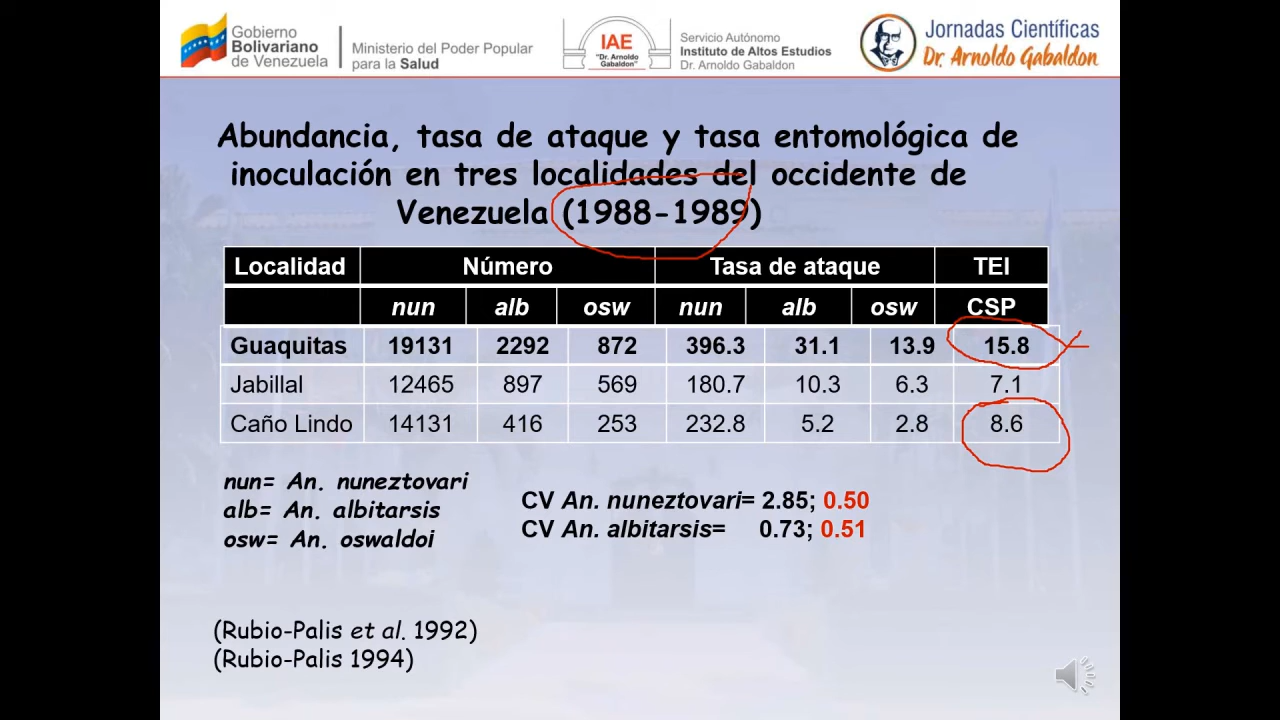 Gobierno
Bolivariano
de Venezuela
Ministerio del Poder Popular
para la Salud
IAE
"Dr. Arnoldo
Gabaldon"
Servicio Autónomo
Instituto de Altos Estudios
Dr. Arnoldo Gabaldon
Jornadas Científicas
Dr. Arnoldo Gabaldon
Abundancia, tasa de ataque y tasa entomológica de
inoculación en tres localidades del occidente de
Venezuela (1988-1989)
Localidad Número Tasa de ataque TEI
nun alb osw nun alb osw CSP
Guaquitas 19131 2292 872 396.3 31.1 13.9 15.8
Jabillal 12465 897 569 180.7 10.3 6.3 7.1
Caño Lindo 14131 416 253 232.8 5.2 2.8 8.6
nun= An. nuneztovari
alb= An. albitarsis
osw= An. oswaldoi
CV An. nuneztovari= 2.85; 0.50
CV An. albitarsis= 0.73; 0.51
(Rubio-Palis et al. 1992)
(Rubio-Palis 1994)